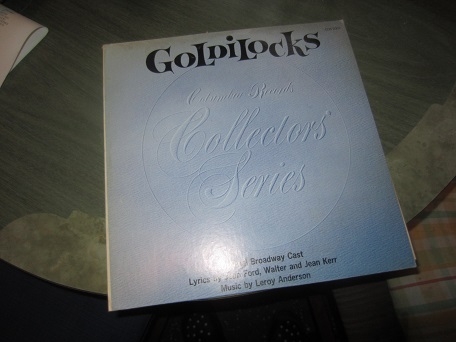 GOLDILOCKS
Columbia Records
Collectors'
Series
Broadway Cast
Lyrics by Ford, Walter and Jean Kerr
Music by Leroy Anderson